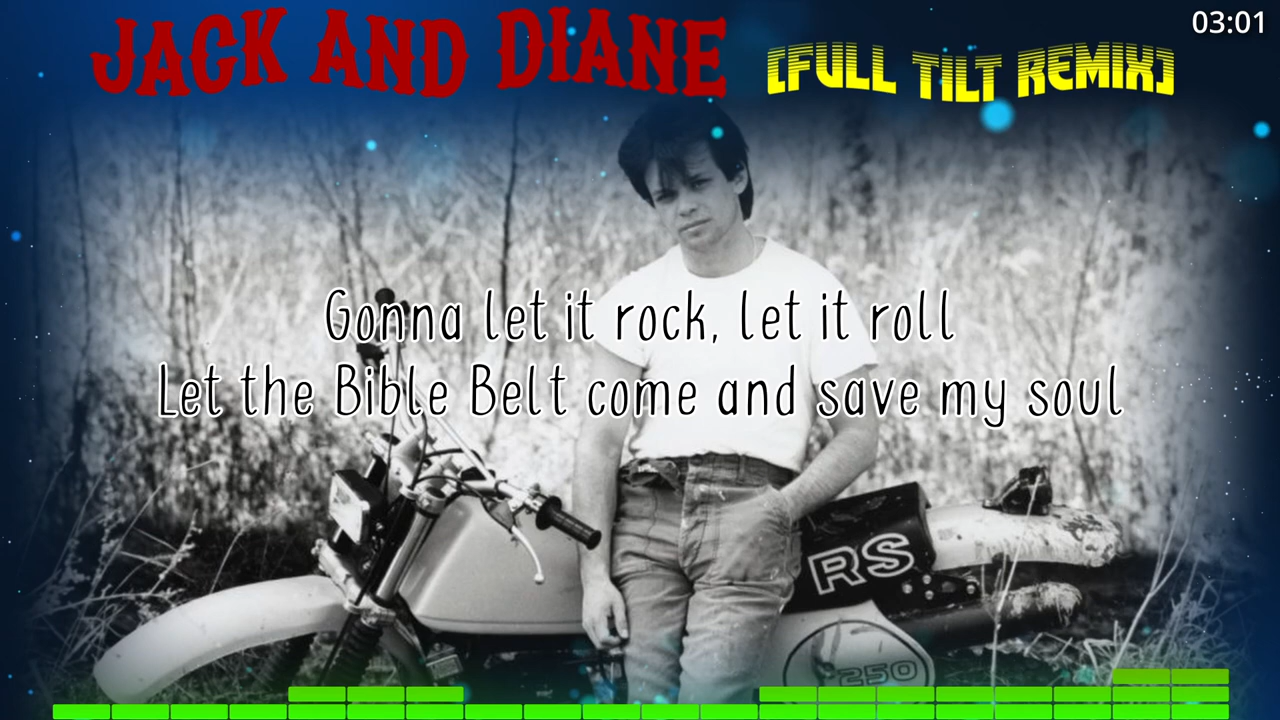 JACK AND DIANE
[FULL TILT REMIX]
03:01
Gonna let it rock, let it roll
Let the Bible Belt come and save my soul
RS
250